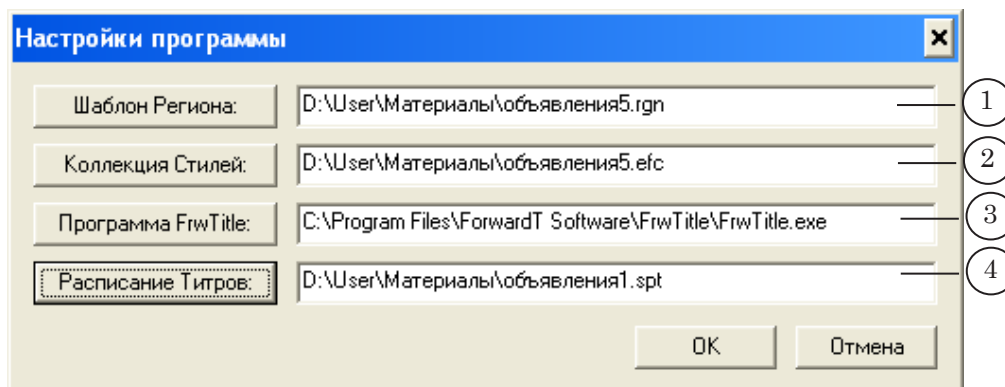 Настройки программы
Шаблон Региона: D:\User\Материалы\объявления5.rgn 1
Коллекция Стилей: D:\User\Материалы\объявления5.efc 2
Программа FrwTitle: C:\Program Files\ForwardT Software\FrwTitle\FrwTitle.exe 3
Расписание Титров: D:\User\Материалы\объявления1.spt 4
OK Отмена